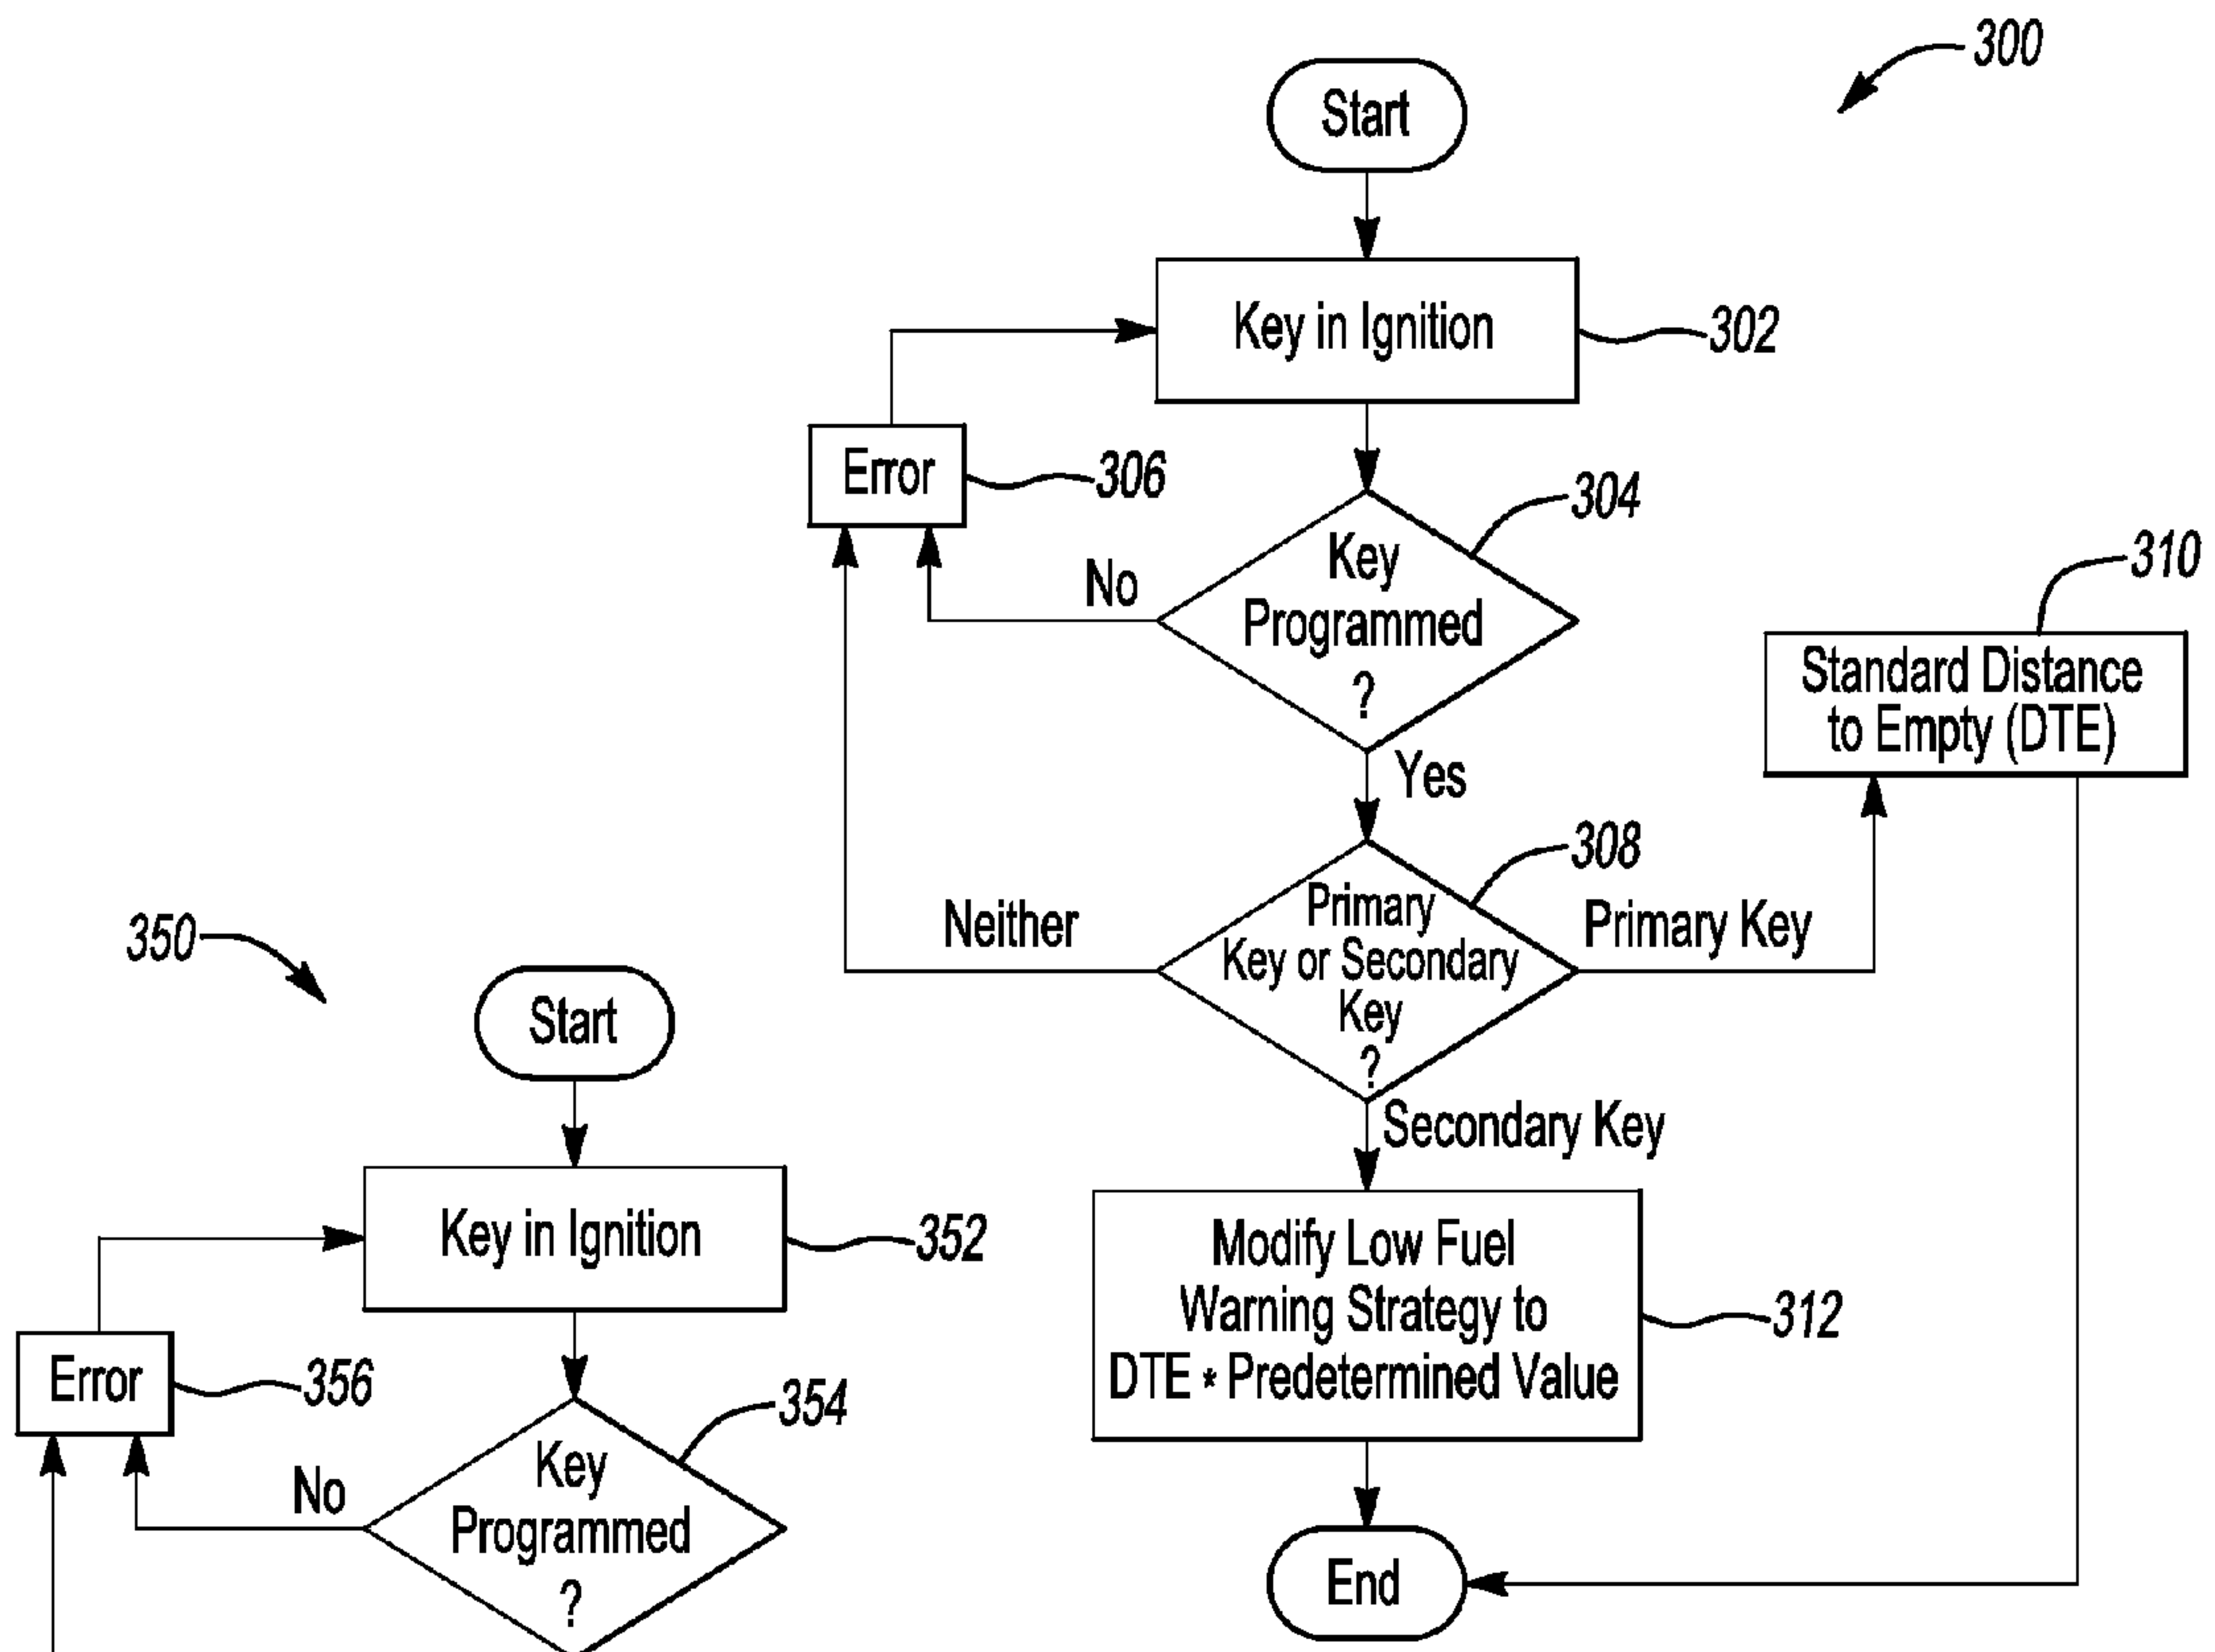 300
Start
Key in Ignition
302
Error
306
304
Key
Programmed
?
No
Yes
310
Standard Distance
to Empty (DTE)
308
Primary
Key or Secondary
Key
?
Neither
Primary Key
Secondary Key
Modify Low Fuel
Warning Strategy to
DTE * Predetermined Value
312
End
350
Start
Key in Ignition
352
Error
356
354
Key
Programmed
?
No